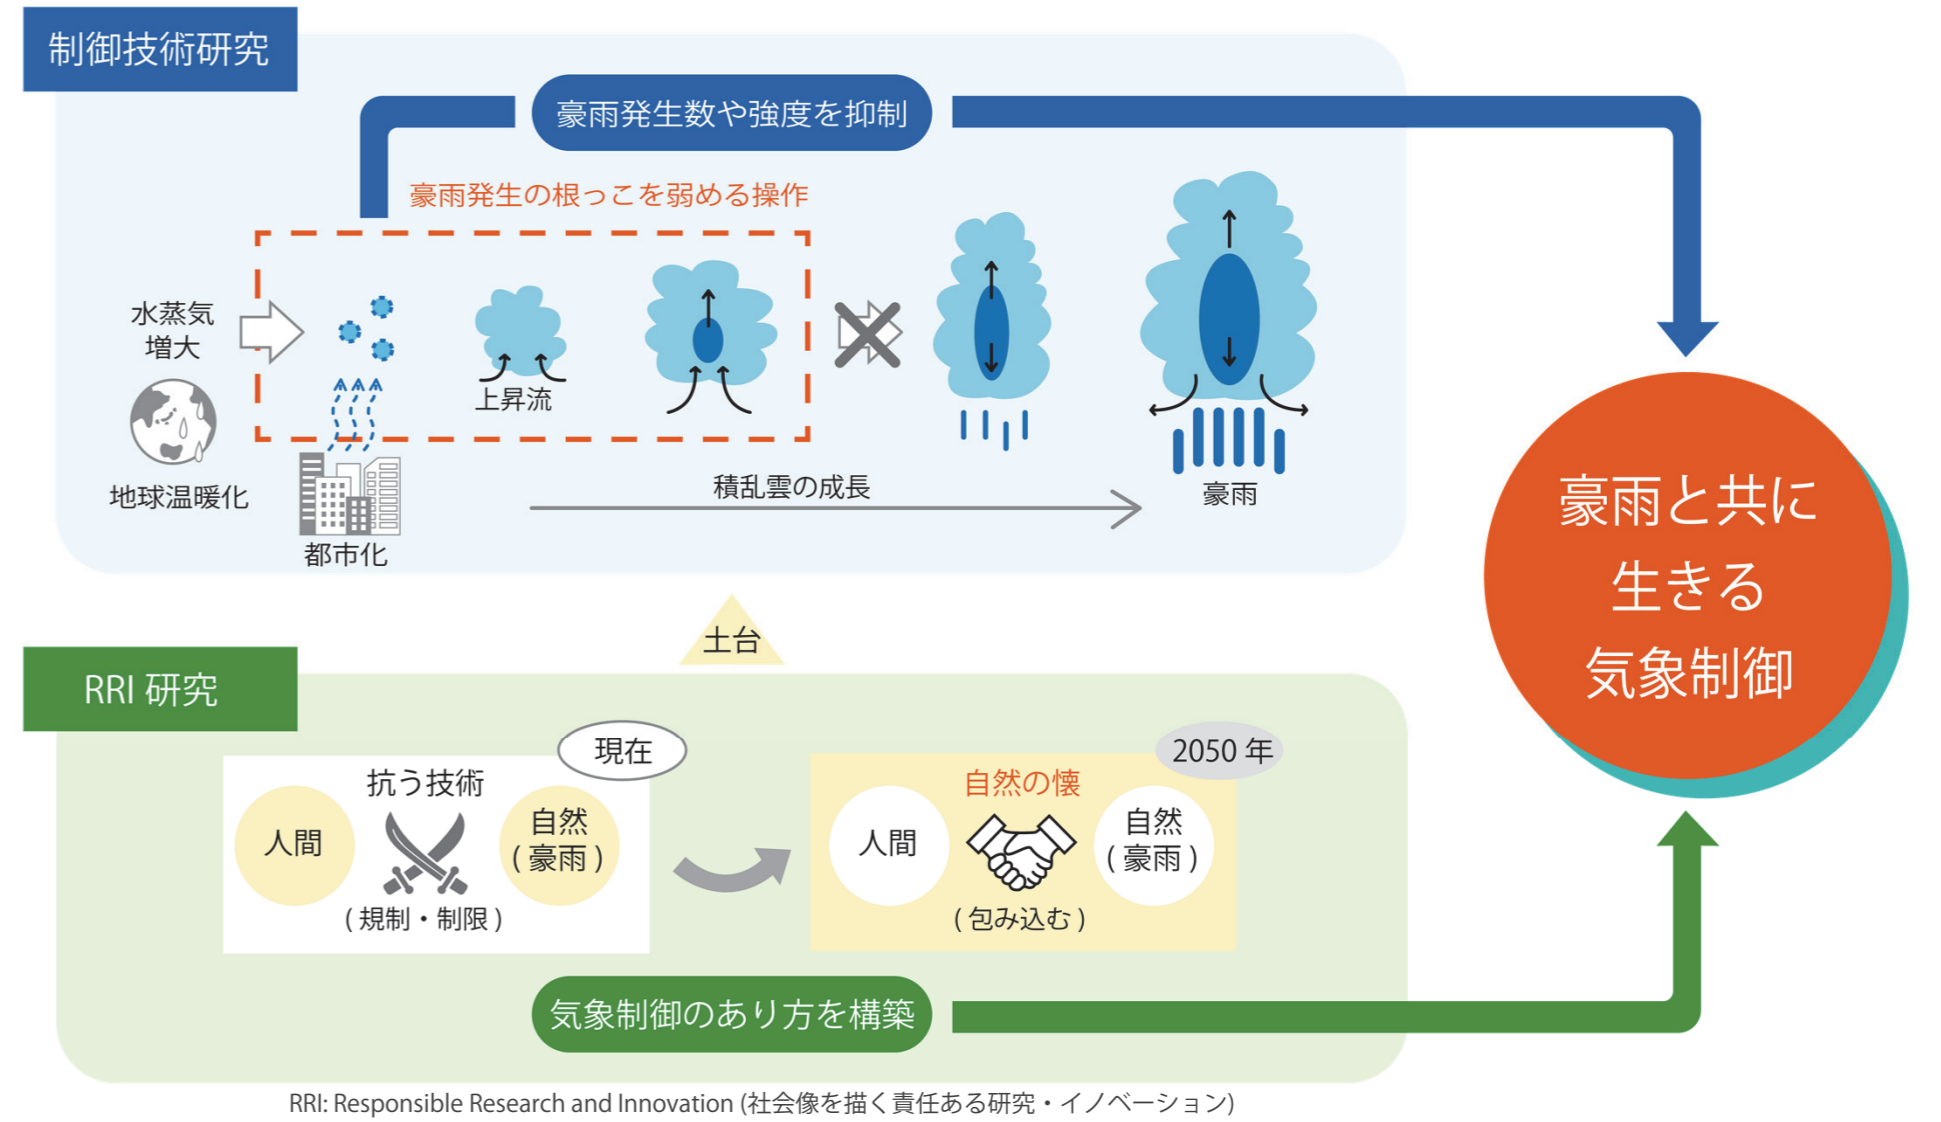 制御技術研究
豪雨発生数や強度を抑制
豪雨発生の根っこを弱める操作
水蒸気
増大
地球温暖化
都市化
上昇流
積乱雲の成長
豪雨
豪雨と共に
生きる
気象制御
土台
RRI 研究
現在
抗う技術
人間
自然
( 豪雨 )
( 規制・制限 )
2050 年
自然の懐
人間
自然
( 豪雨 )
( 包み込む )
気象制御のあり方を構築
RRI: Responsible Research and Innovation (社会像を描く責任ある研究・イノベーション)